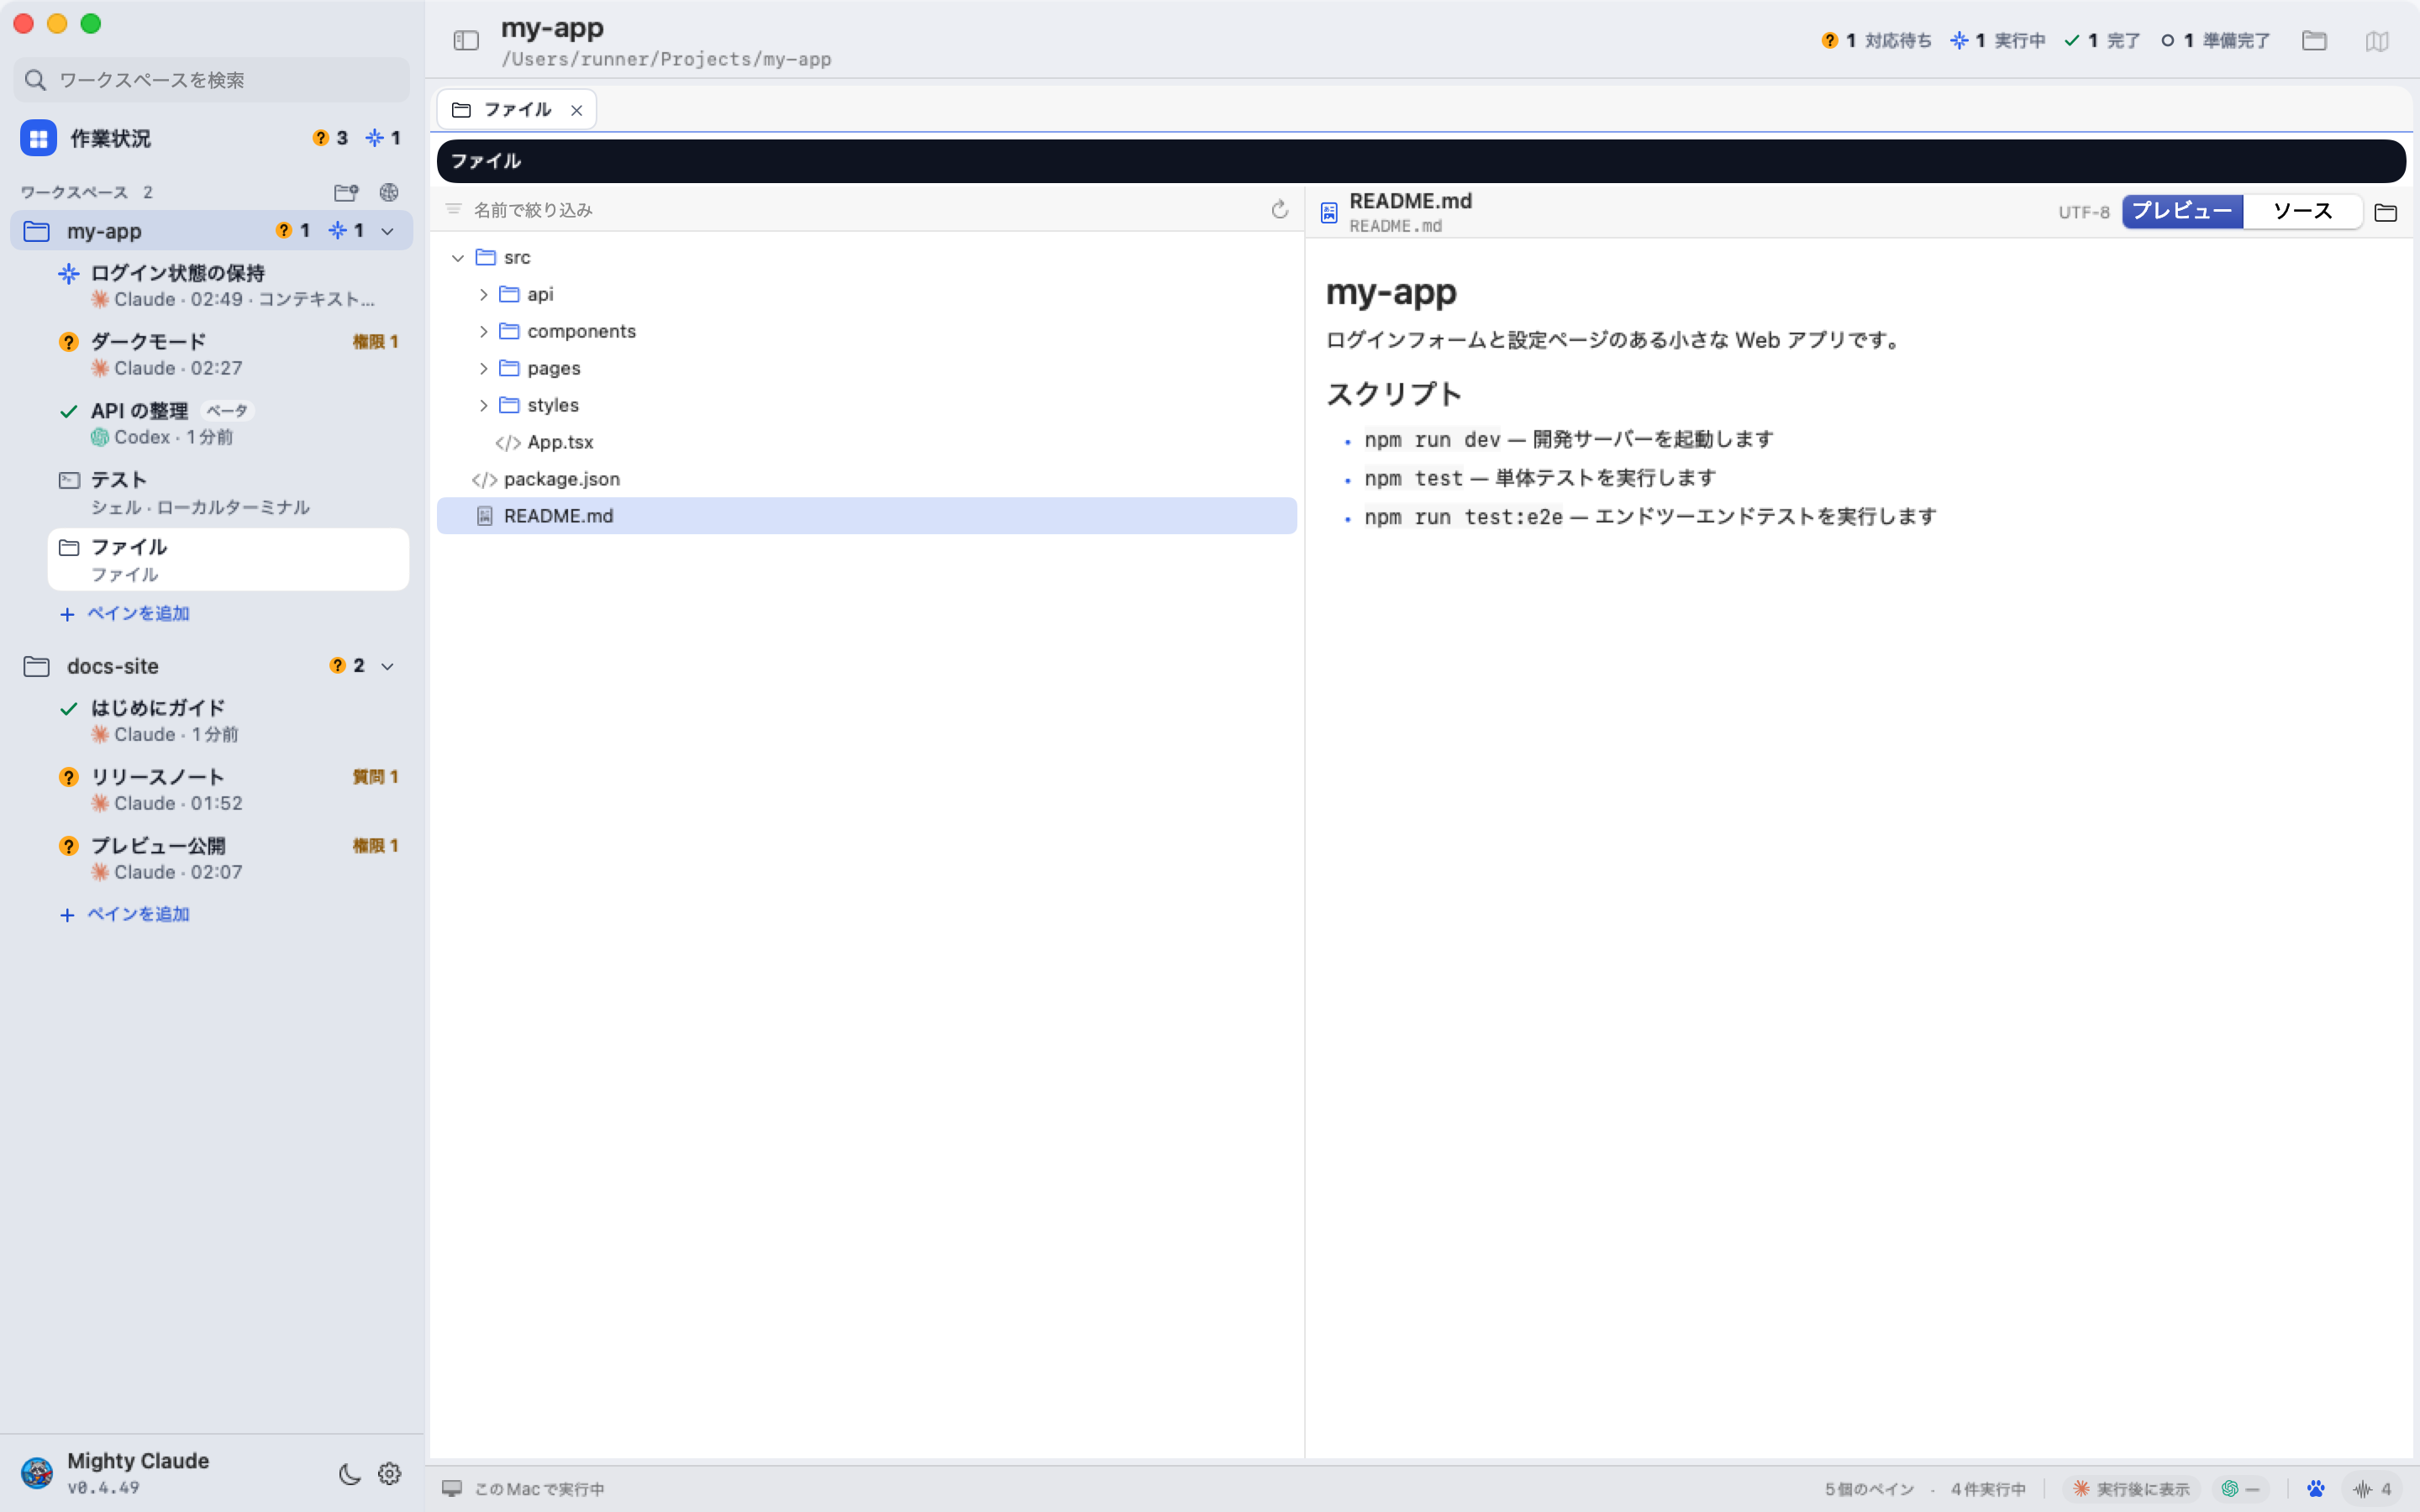 my-app
/Users/runner/Projects/my-app
1 対応待ち 1 実行中 1 完了 1 準備完了
ワークスペースを検索
作業状況 3 1
ワークスペース 2
my-app 1 1
ログイン状態の保持
Claude · 02:49 · コンテキスト...
ダークモード 権限 1
Claude · 02:27
API の整理 ベータ
Codex · 1 分前
テスト
シェル · ローカルターミナル
ファイル
ファイル
ペインを追加
docs-site 2
はじめにガイド
Claude · 1 分前
リリースノート 質問 1
Claude · 01:52
プレビュー公開 権限 1
Claude · 02:07
ペインを追加
Mighty Claude
v0.4.49
ファイル
ファイル
名前で絞り込み
src
api
components
pages
styles
App.tsx
package.json
README.md
README.md
README.md
UTF-8 プレビュー ソース
my-app
ログインフォームと設定ページのある小さな Web アプリです。
スクリプト
• npm run dev — 開発サーバーを起動します
• npm test — 単体テストを実行します
• npm run test:e2e — エンドツーエンドテストを実行します
この Mac で実行中
5 個のペイン · 4 件実行中 実行後に表示 — 4